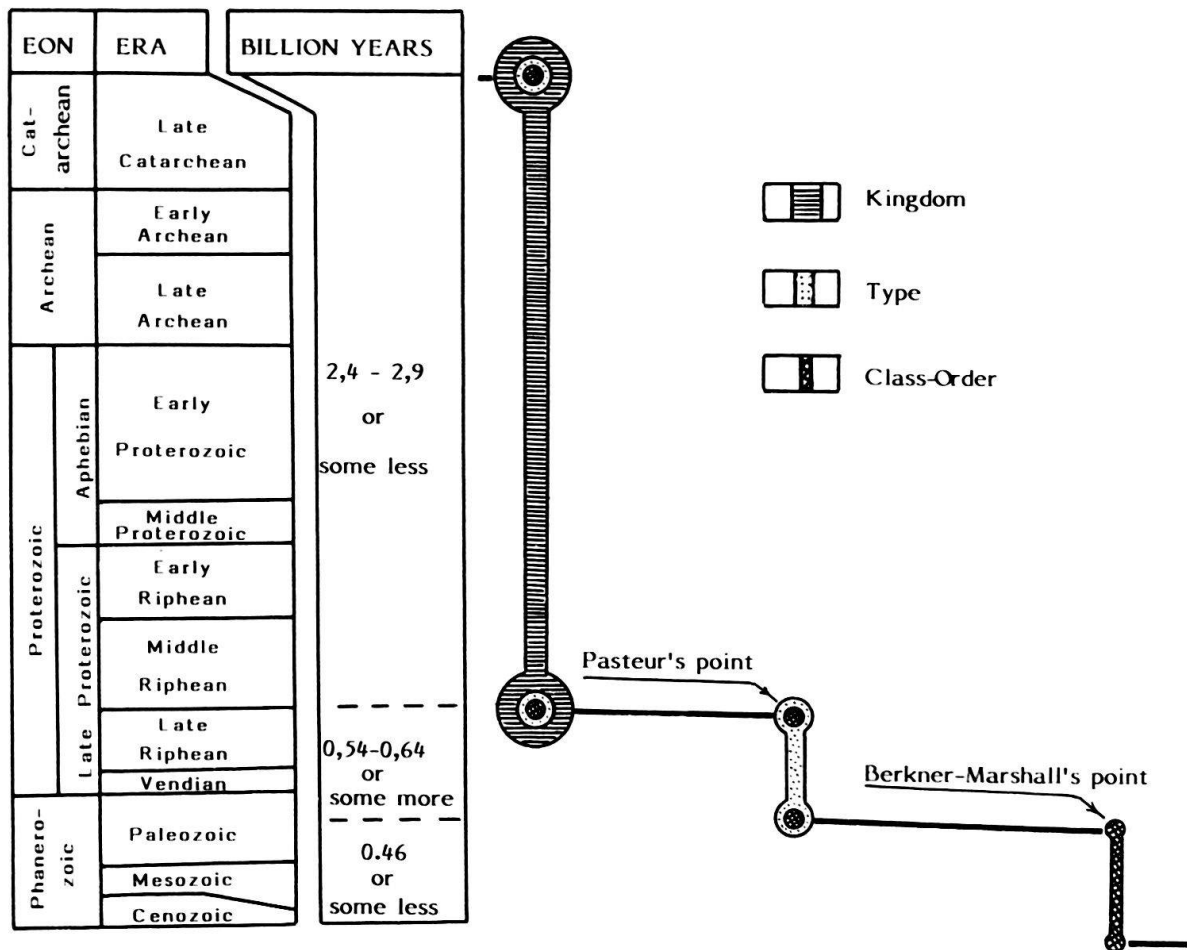 EON
ERA
BILLION YEARS
Cat-
archean
Late
Catarchean
Archean
Early
Archean
Late
Archean
Proterozoic
Aphebian
Early
Proterozoic
Middle
Proterozoic
Late Proterozoic
Early
Riphean
Middle
Riphean
Late
Riphean
Vendian
Phanero-
zoic
Paleozoic
Mesozoic
Cenozoic
2,4 - 2,9
or
some less
0,54-0,64
or
some more
0.46
or
some less
Kingdom
Type
Class-Order
Pasteur's point
Berkner-Marshall's point